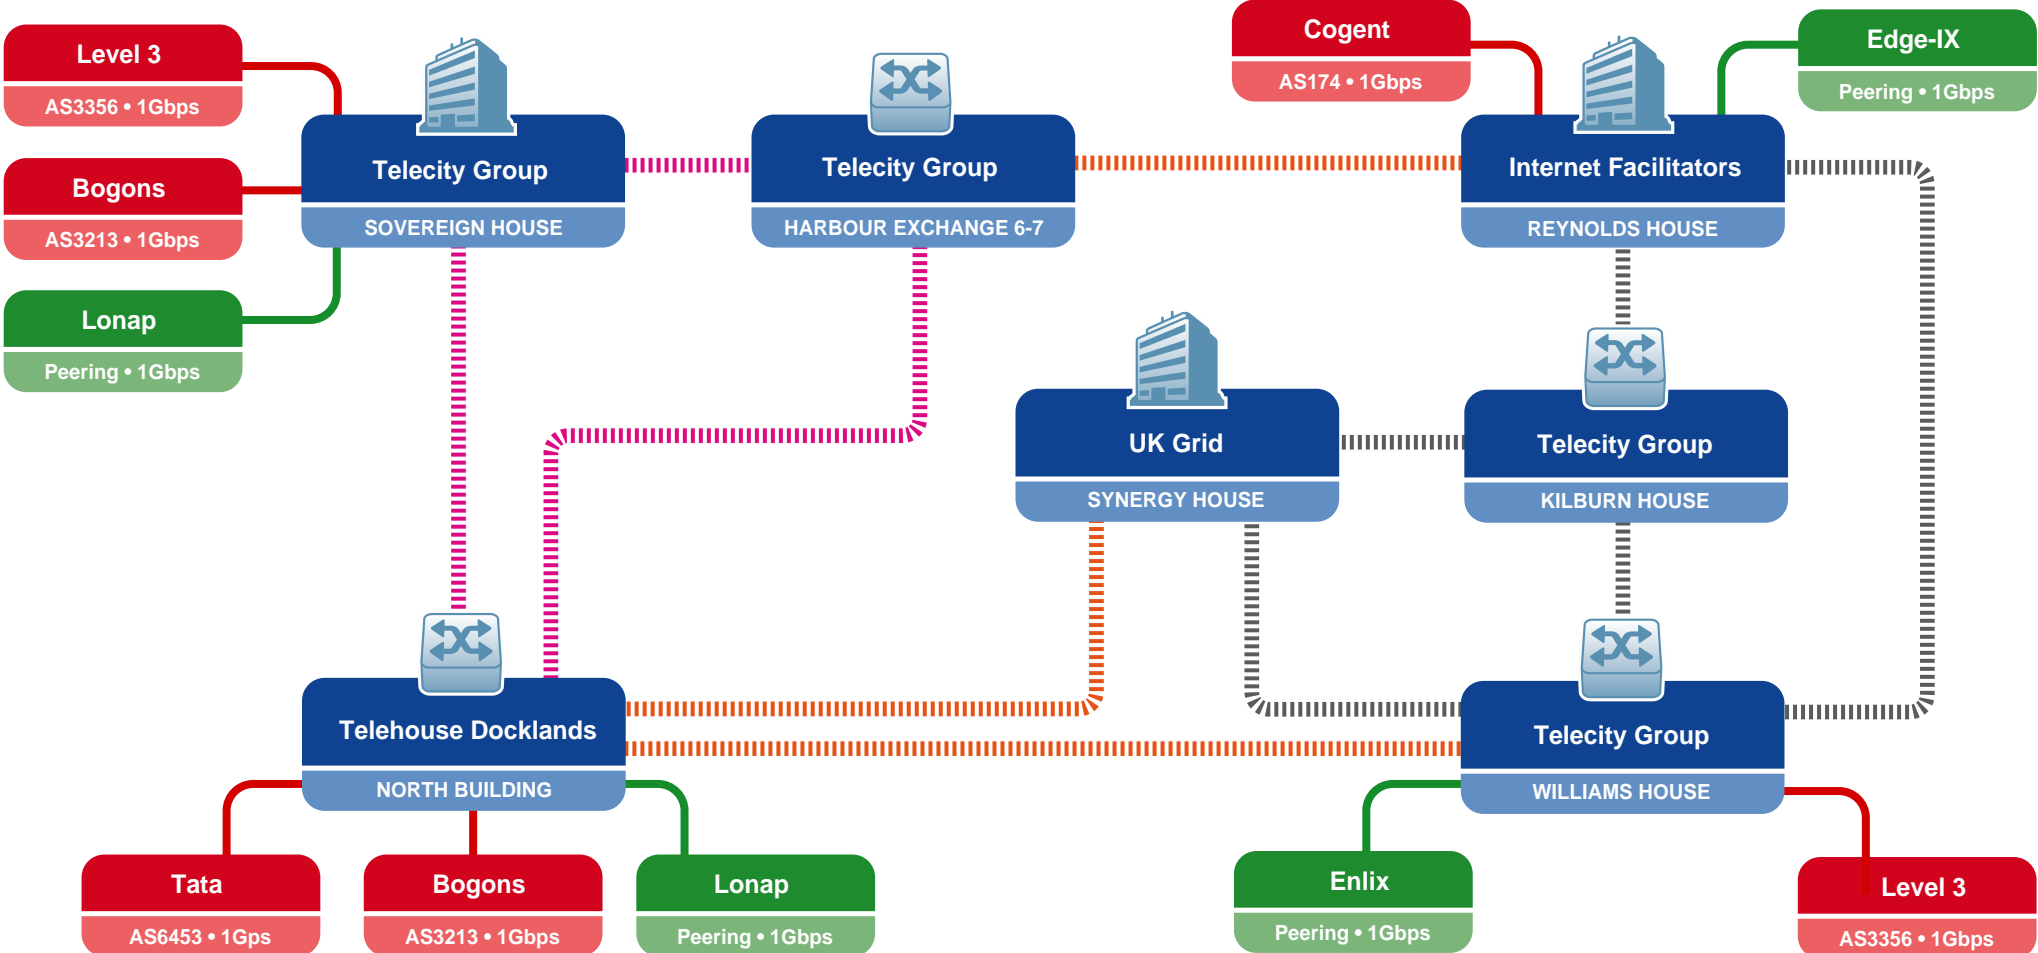 Level 3
AS3356 • 1Gbps
Bogons
AS3213 • 1Gbps
Lonap
Peering • 1Gbps
Telecity Group
SOVEREIGN HOUSE
Telecity Group
HARBOUR EXCHANGE 6-7
Cogent
AS174 • 1Gbps
Edge-IX
Peering • 1Gbps
Internet Facilitators
REYNOLDS HOUSE
UK Grid
SYNERGY HOUSE
Telecity Group
KILBURN HOUSE
Telehouse Docklands
NORTH BUILDING
Telecity Group
WILLIAMS HOUSE
Tata
AS6453 • 1Gps
Bogons
AS3213 • 1Gbps
Lonap
Peering • 1Gbps
Enlix
Peering • 1Gbps
Level 3
AS3356 • 1Gbps